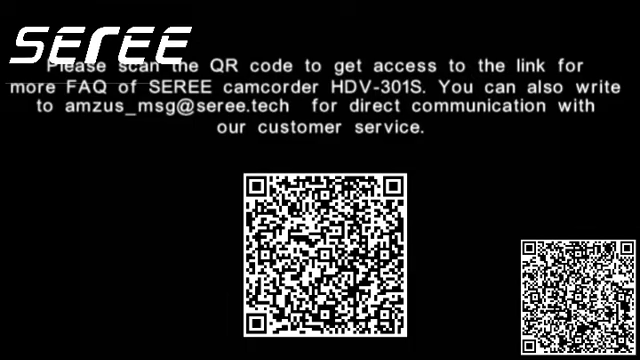 SEREE
Please scan the QR code to get access to the link for
more FAQ of SEREE camcorder HDV-301S. You can also write
to amzus_msg@seree.tech for direct communication with
our customer service.